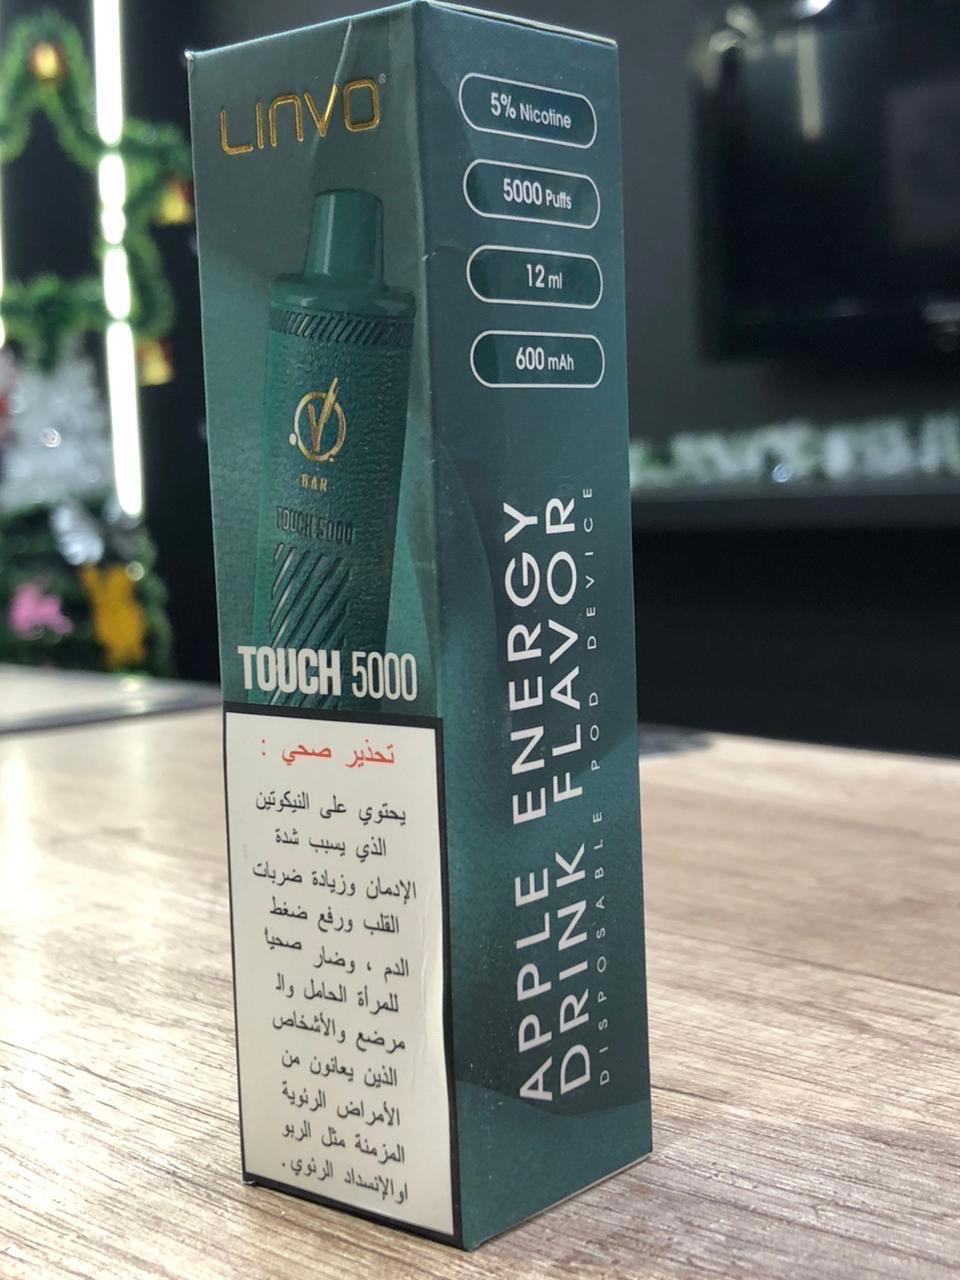 LINVO®
BAR
TOUCH 5000
TOUCH 5000
تحذير صحي :
يحتوي على النيكوتين
الذي يسبب شدة
الإدمان وزيادة ضربات
القلب ورفع ضغط
الدم ، وضار صحياً
للمرأة الحامل وال
مرضع والأشخاص
الذين يعانون من
الأمراض الرئوية
المزمنة مثل الربو
اوالإنسداد الرئوي.
5% Nicotine
5000 Puffs
12 ml
600 mAh
APPLE ENERGY
DRINK FLAVOR
DISPOSABLE POD DEVICE